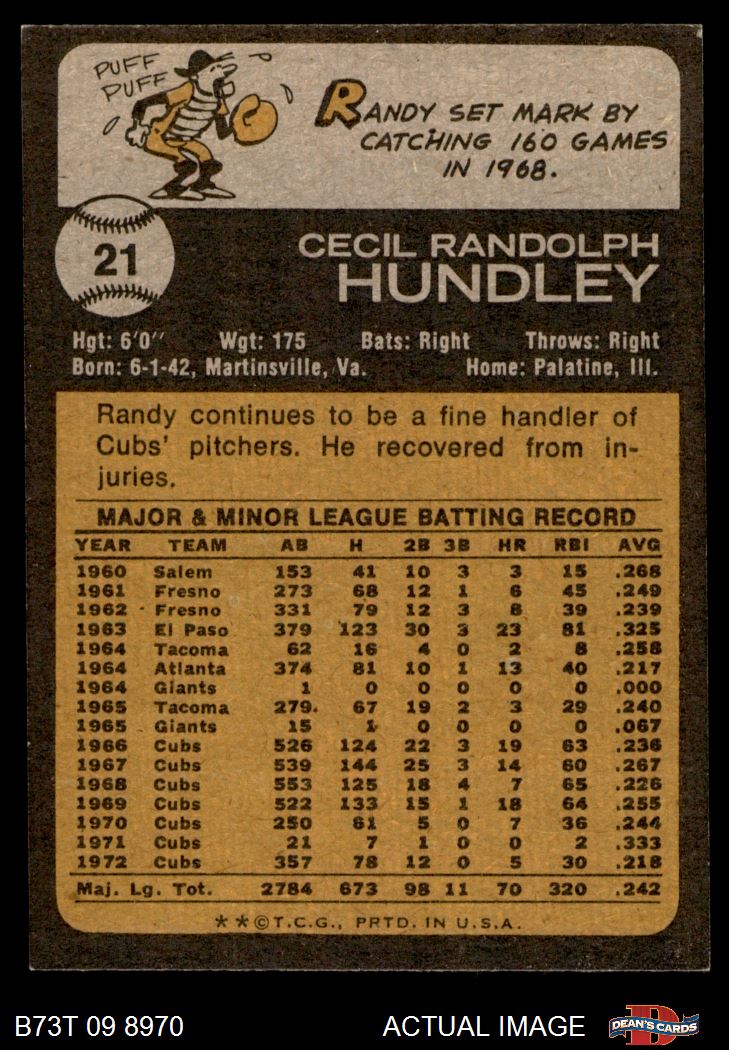 PUFF
PUFF
RANDY SET MARK BY
CATCHING 160 GAMES
IN 1968.
21
CECIL RANDOLPH
HUNDLEY
Hgt: 6'0'' Wgt: 175 Bats: Right Throws: Right
Born: 6-1-42, Martinsville, Va. Home: Palatine, Ill.
Randy continues to be a fine handler of
Cubs' pitchers. He recovered from in-
juries.
MAJOR & MINOR LEAGUE BATTING RECORD
YEAR TEAM AB H 2B 3B HR RBI AVG
1960 Salem 153 41 10 3 3 15 .268
1961 Fresno 273 68 12 1 6 45 .249
1962 Fresno 331 79 12 3 8 39 .239
1963 El Paso 379 123 30 3 23 81 .325
1964 Tacoma 62 16 4 0 2 8 .258
1964 Atlanta 374 81 10 1 13 40 .217
1964 Giants 1 0 0 0 0 0 .000
1965 Tacoma 279 67 19 2 3 29 .240
1965 Giants 15 1 0 0 0 0 .067
1966 Cubs 526 124 22 3 19 63 .236
1967 Cubs 539 144 25 3 14 60 .267
1968 Cubs 553 125 18 4 7 65 .226
1969 Cubs 522 133 15 1 18 64 .255
1970 Cubs 250 61 5 0 7 36 .244
1971 Cubs 21 7 1 0 0 2 .333
1972 Cubs 357 78 12 0 5 30 .218
Maj. Lg. Tot. 2784 673 98 11 70 320 .242
**©T.C.G., PRTD. IN U.S.A.
B73T 09 8970 ACTUAL IMAGE DEAN'S CARDS